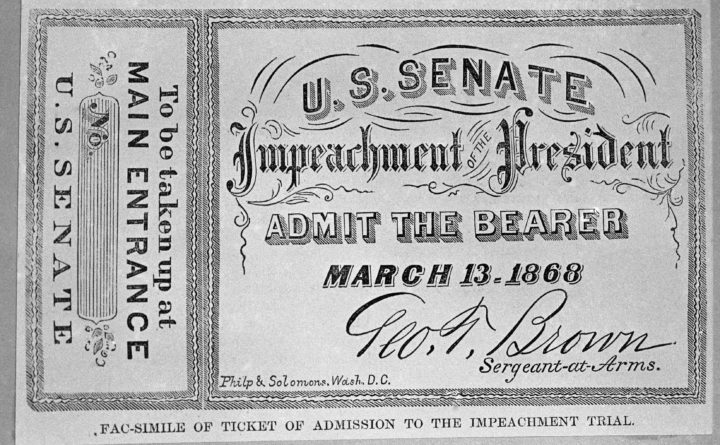 To be taken up at
MAIN ENTRANCE
No.
U.S. SENATE
U.S. SENATE
Impeachment OF THE President
ADMIT THE BEARER
MARCH 13-1868
Geo. T. Brown
Sergeant-at-Arms.
Philp & Solomons. Wash. D.C.
FAC-SIMILE OF TICKET OF ADMISSION TO THE IMPEACHMENT TRIAL.